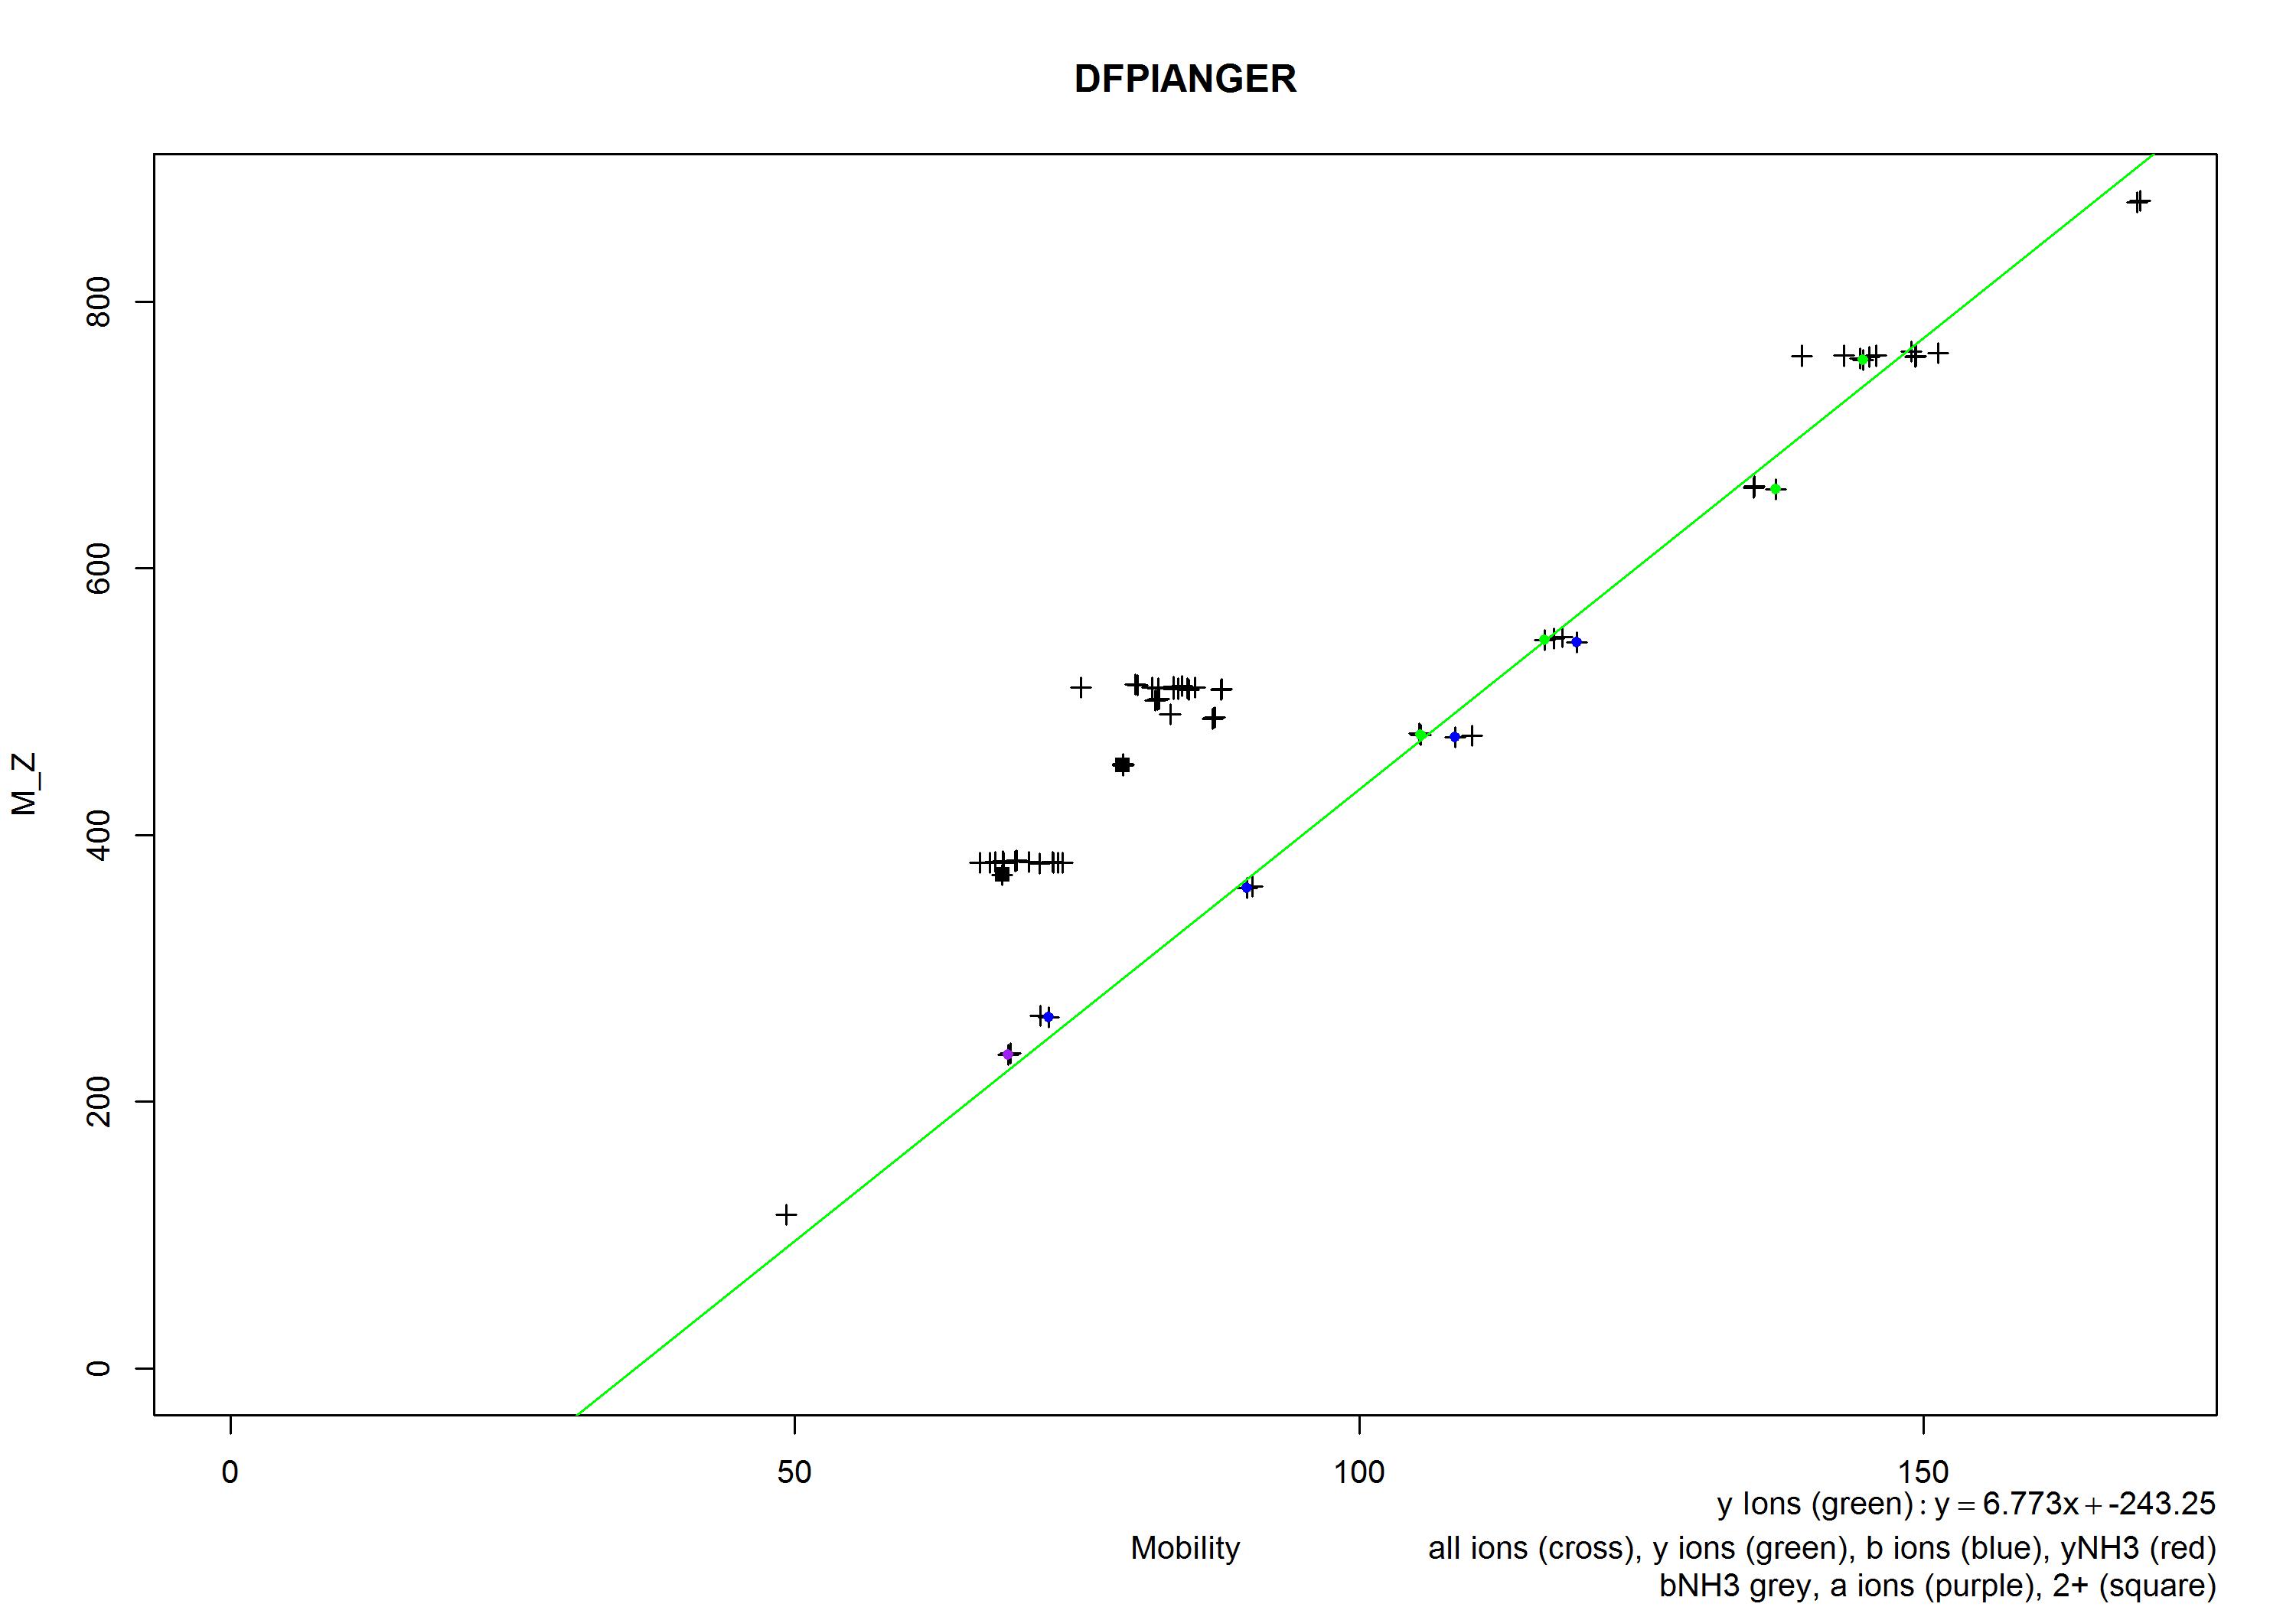 DFPIANGER
M_Z
800
600
400
200
0
0 50 100 150
y Ions (green) : y = 6.773x + -243.25
Mobility
all ions (cross), y ions (green), b ions (blue), yNH3 (red)
bNH3 grey, a ions (purple), 2+ (square)